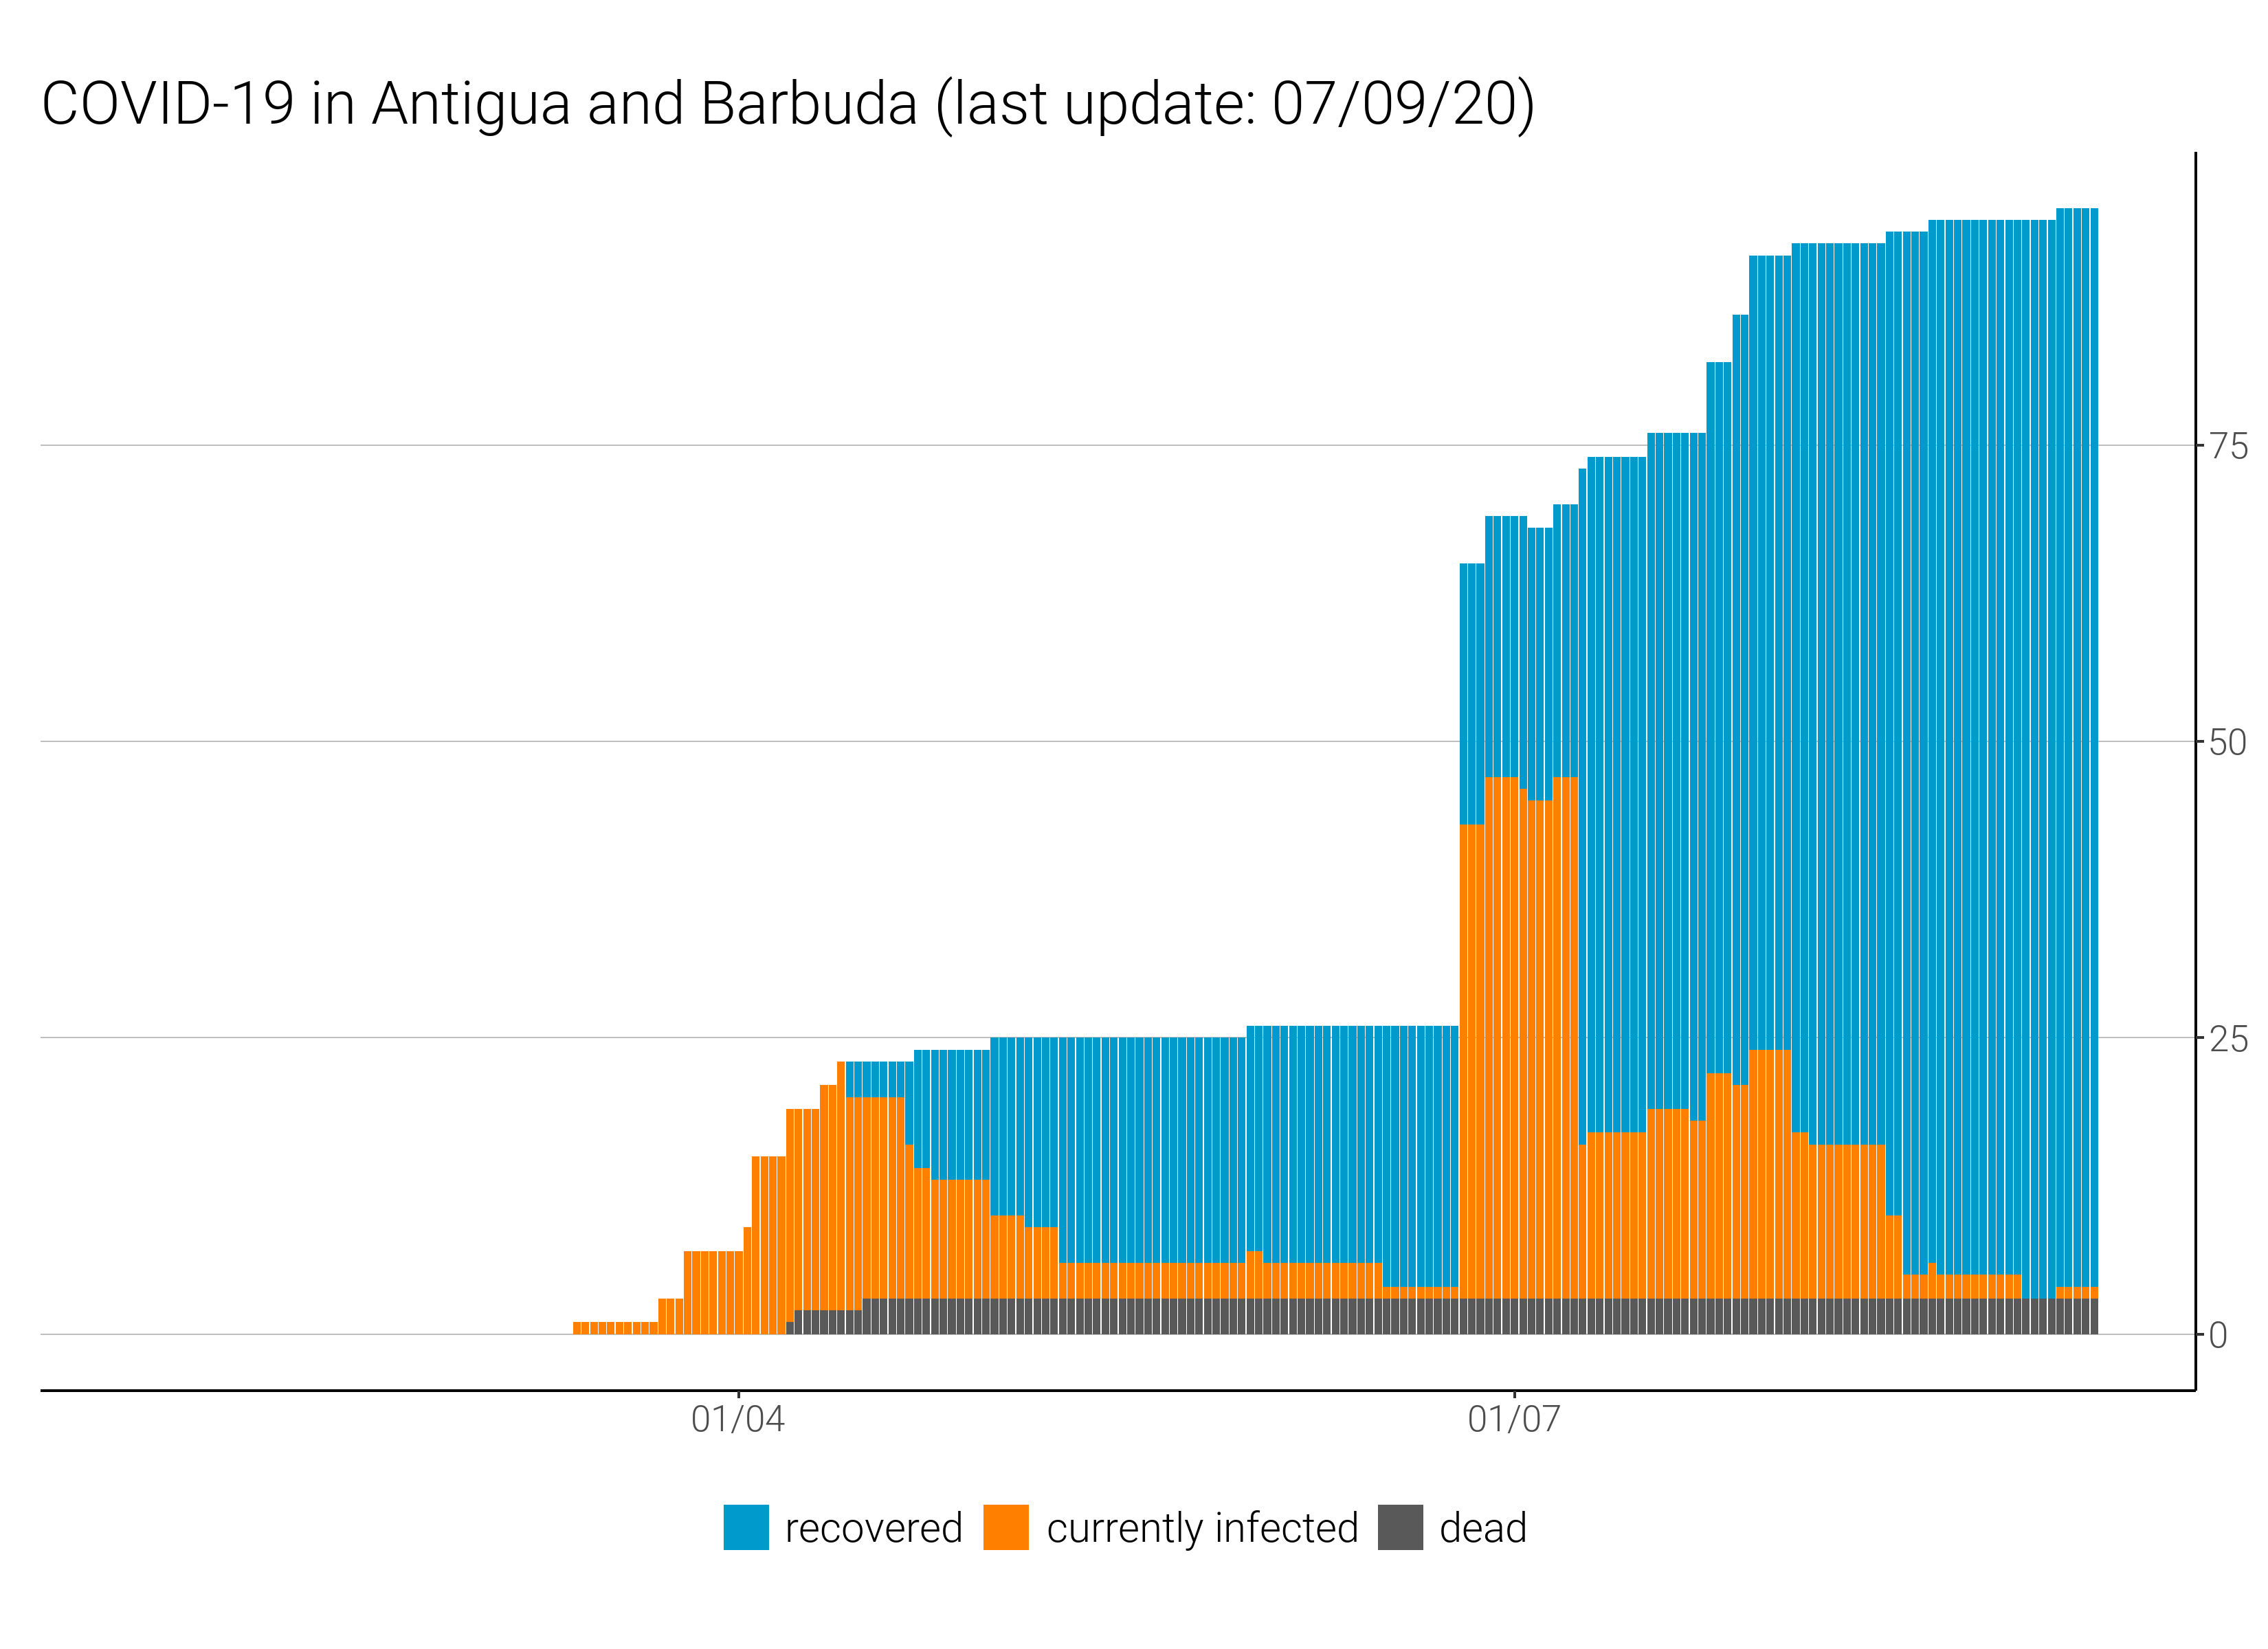 COVID-19 in Antigua and Barbuda (last update: 07/09/20)
75
50
25
0
01/04 01/07
recovered currently infected dead